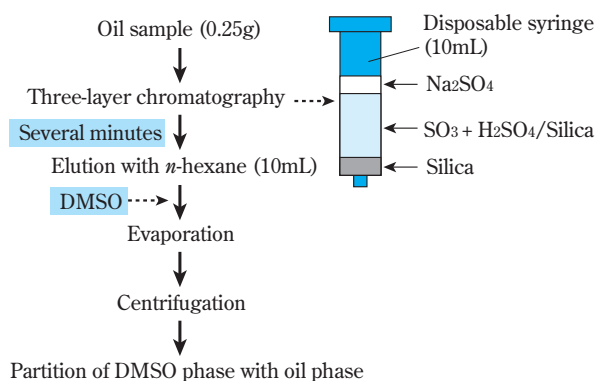 Oil sample (0.25g)
Three-layer chromatography
Several minutes
Elution with n-hexane (10mL)
DMSO
Evaporation
Centrifugation
Partition of DMSO phase with oil phase
Disposable syringe
(10mL)
Na2SO4
SO3 + H2SO4/Silica
Silica